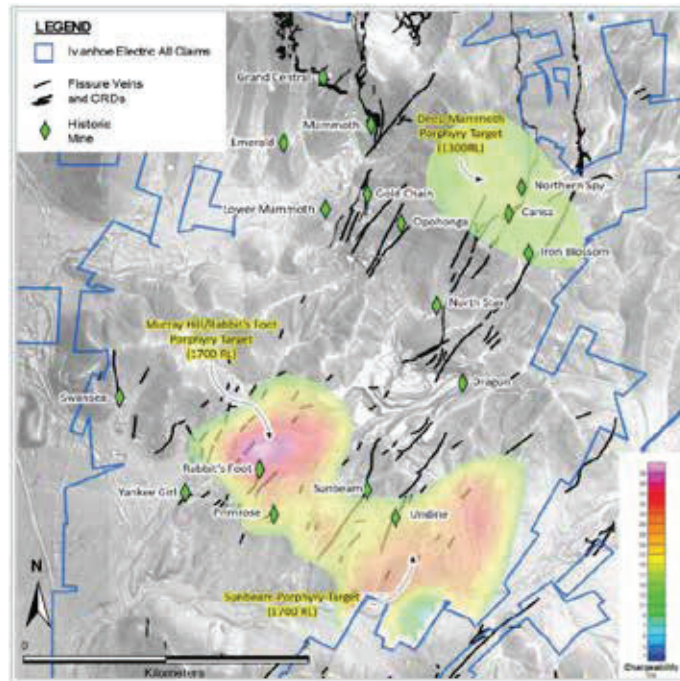 LEGEND
Ivanhoe Electric All Claims
Fissure Veins
and CRDs
Historic
Mine
Grand Central
Mammoth
Deep Mammoth
Porphyry Target
(1300RL)
Emerald
Northern Spy
Gold Chain
Lower Mammoth
Carisa
Opohonga
Iron Blossom
North Star
Murray Hill/Rabbit's Foot
Porphyry Target
(1700 RL)
Dragon
Swansea
Rabbit's Foot
Yankee Girl
Sunbeam
Primrose
Undine
N
Sunbeam Porphyry Target
(1700 RL)
0
Kilometers
Chargeability